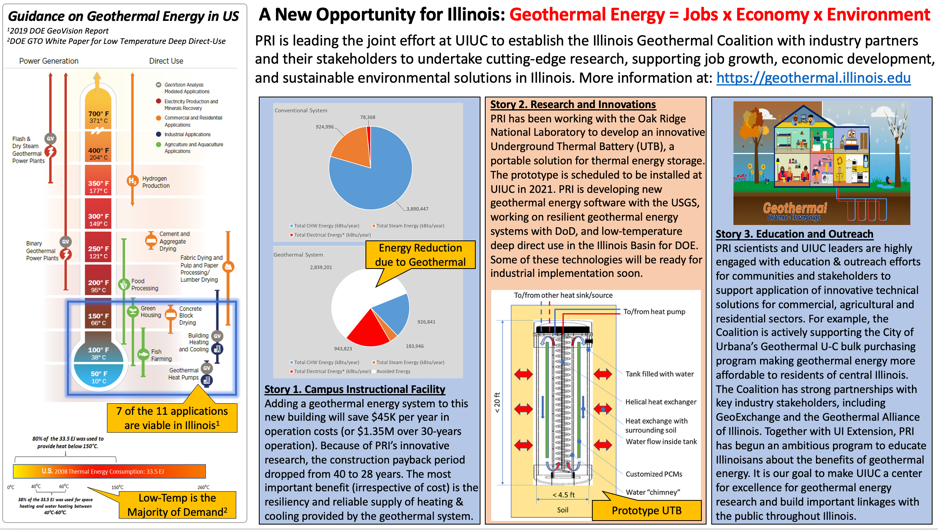 Guidance on Geothermal Energy in US
¹2019 DOE GeoVision Report
²DOE GTO White Paper for Low Temperature Deep Direct-Use
Power Generation
Direct Use
GeoVision Analysis
Modeled Applications
Electricity Production and
Minerals Recovery
Commercial and Residential
Applications
Industrial Applications
Agriculture and Aquaculture
Applications
700° F
371° C
GV
Flash &
Dry Steam
Geothermal
Power Plants
400° F
204° C
350° F
177° C
H₂
Hydrogen
Production
300° F
149° C
GV
Binary
Geothermal
Power Plants
250° F
121° C
Cement and
Aggregate
Drying
Fabric Dying and
Pulp and Paper
Processing/
Lumber Drying
200° F
95° C
Food
Processing
Green
Housing
Concrete
Block
Drying
150° F
66° C
Building
Heating
and Cooling
GV
100° F
38° C
Fish
Farming
Geothermal
Heat Pumps
GV
50° F
10° C
7 of the 11 applications
are viable in Illinois¹
80% of the 33.5 EJ was used to
provide heat below 150°C.
U.S. 2008 Thermal Energy Consumption: 33.5 EJ
0°C
40°C
60°C
150°C
260°C
38% of the 33.5 EJ was used for space
heating and water heating between
40°C-60°C.
Low-Temp is the
Majority of Demand²
A New Opportunity for Illinois: Geothermal Energy = Jobs x Economy x Environment
PRI is leading the joint effort at UIUC to establish the Illinois Geothermal Coalition with industry partners
and their stakeholders to undertake cutting-edge research, supporting job growth, economic development,
and sustainable environmental solutions in Illinois. More information at: https://geothermal.illinois.edu
Conventional System
78,368
924,996
3,890,447
Total CHW Energy (kBtu/year)
Total Steam Energy (kBtu/year)
Total Electrical Energy* (kBtu/year)
Energy Reduction
due to Geothermal
Geothermal System
2,839,201
926,841
183,946
943,823
Total CHW Energy (kBtu/year)
Total Steam Energy (kBtu/year)
Total Electrical Energy* (kBtu/year)
Avoided Energy
Story 1. Campus Instructional Facility
Adding a geothermal energy system to this
new building will save $45K per year in
operation costs (or $1.35M over 30-years
operation). Because of PRI's innovative
research, the construction payback period
dropped from 40 to 28 years. The most
important benefit (irrespective of cost) is the
resiliency and reliable supply of heating &
cooling provided by the geothermal system.
Story 2. Research and Innovations
PRI has been working with the Oak Ridge
National Laboratory to develop an innovative
Underground Thermal Battery (UTB), a
portable solution for thermal energy storage.
The prototype is scheduled to be installed at
UIUC in 2021. PRI is developing new
geothermal energy software with the USGS,
working on resilient geothermal energy
systems with DoD, and low-temperature
deep direct use in the Illinois Basin for DOE.
Some of these technologies will be ready for
industrial implementation soon.
To/from other heat sink/source
To/from heat pump
Tank filled with water
Helical heat exchanger
Heat exchange with
surrounding soil
Water flow inside tank
Customized PCMs
Water "chimney"
< 20 ft
< 4.5 ft
Soil
Prototype UTB
Geothermal
Story 3. Education and Outreach
PRI scientists and UIUC leaders are highly
engaged with education & outreach efforts
for communities and stakeholders to
support application of innovative technical
solutions for commercial, agricultural and
residential sectors. For example, the
Coalition is actively supporting the City of
Urbana's Geothermal U-C bulk purchasing
program making geothermal energy more
affordable to residents of central Illinois.
The Coalition has strong partnerships with
key industry stakeholders, including
GeoExchange and the Geothermal Alliance
of Illinois. Together with UI Extension, PRI
has begun an ambitious program to educate
Illinoisans about the benefits of geothermal
energy. It is our goal to make UIUC a center
for excellence for geothermal energy
research and build important linkages with
the public throughout Illinois.